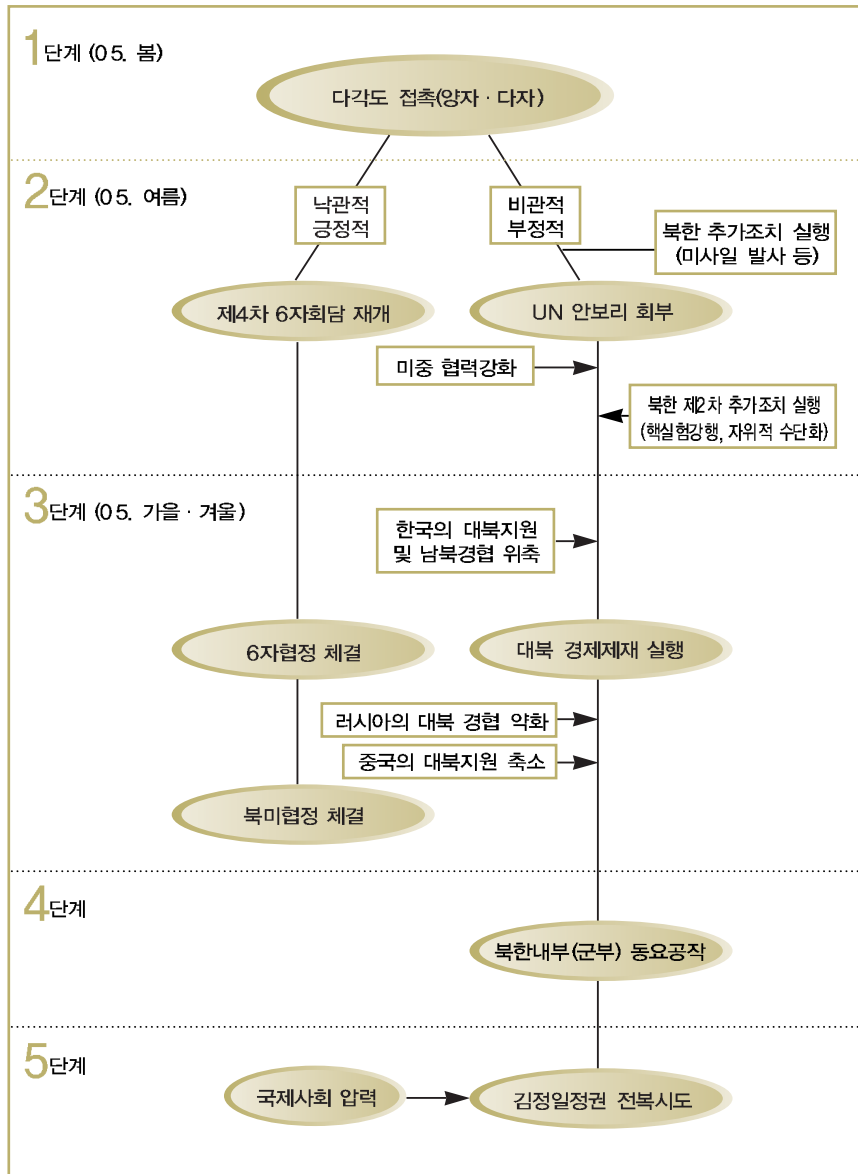 1단계 (05. 봄)
다각도 접촉(양자 · 다자)
2단계 (05. 여름)
낙관적
긍정적
비관적
부정적
북한 추가조치 실행
(미사일 발사 등)
제4차 6자회담 재개
UN 안보리 회부
미중 협력강화
북한 제2차 추가조치 실행
(핵실험강행, 자위적 수단화)
3단계 (05. 가을 · 겨울)
한국의 대북지원
및 남북경협 위축
6자협정 체결
대북 경제제재 실행
러시아의 대북 경협 약화
중국의 대북지원 축소
북미협정 체결
4단계
북한내부(군부) 동요공작
5단계
국제사회 압력
김정일정권 전복시도